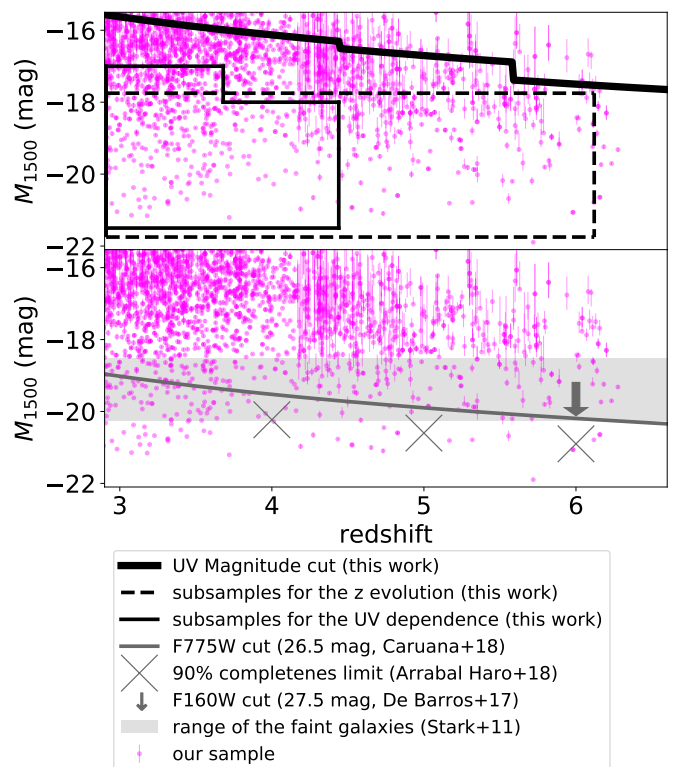 −16
−18
−20
−22
M1500 (mag)
−16
−18
−20
−22
M1500 (mag)
3 4 5 6
redshift
UV Magnitude cut (this work)
subsamples for the z evolution (this work)
subsamples for the UV dependence (this work)
F775W cut (26.5 mag, Caruana+18)
90% completenes limit (Arrabal Haro+18)
F160W cut (27.5 mag, De Barros+17)
range of the faint galaxies (Stark+11)
our sample